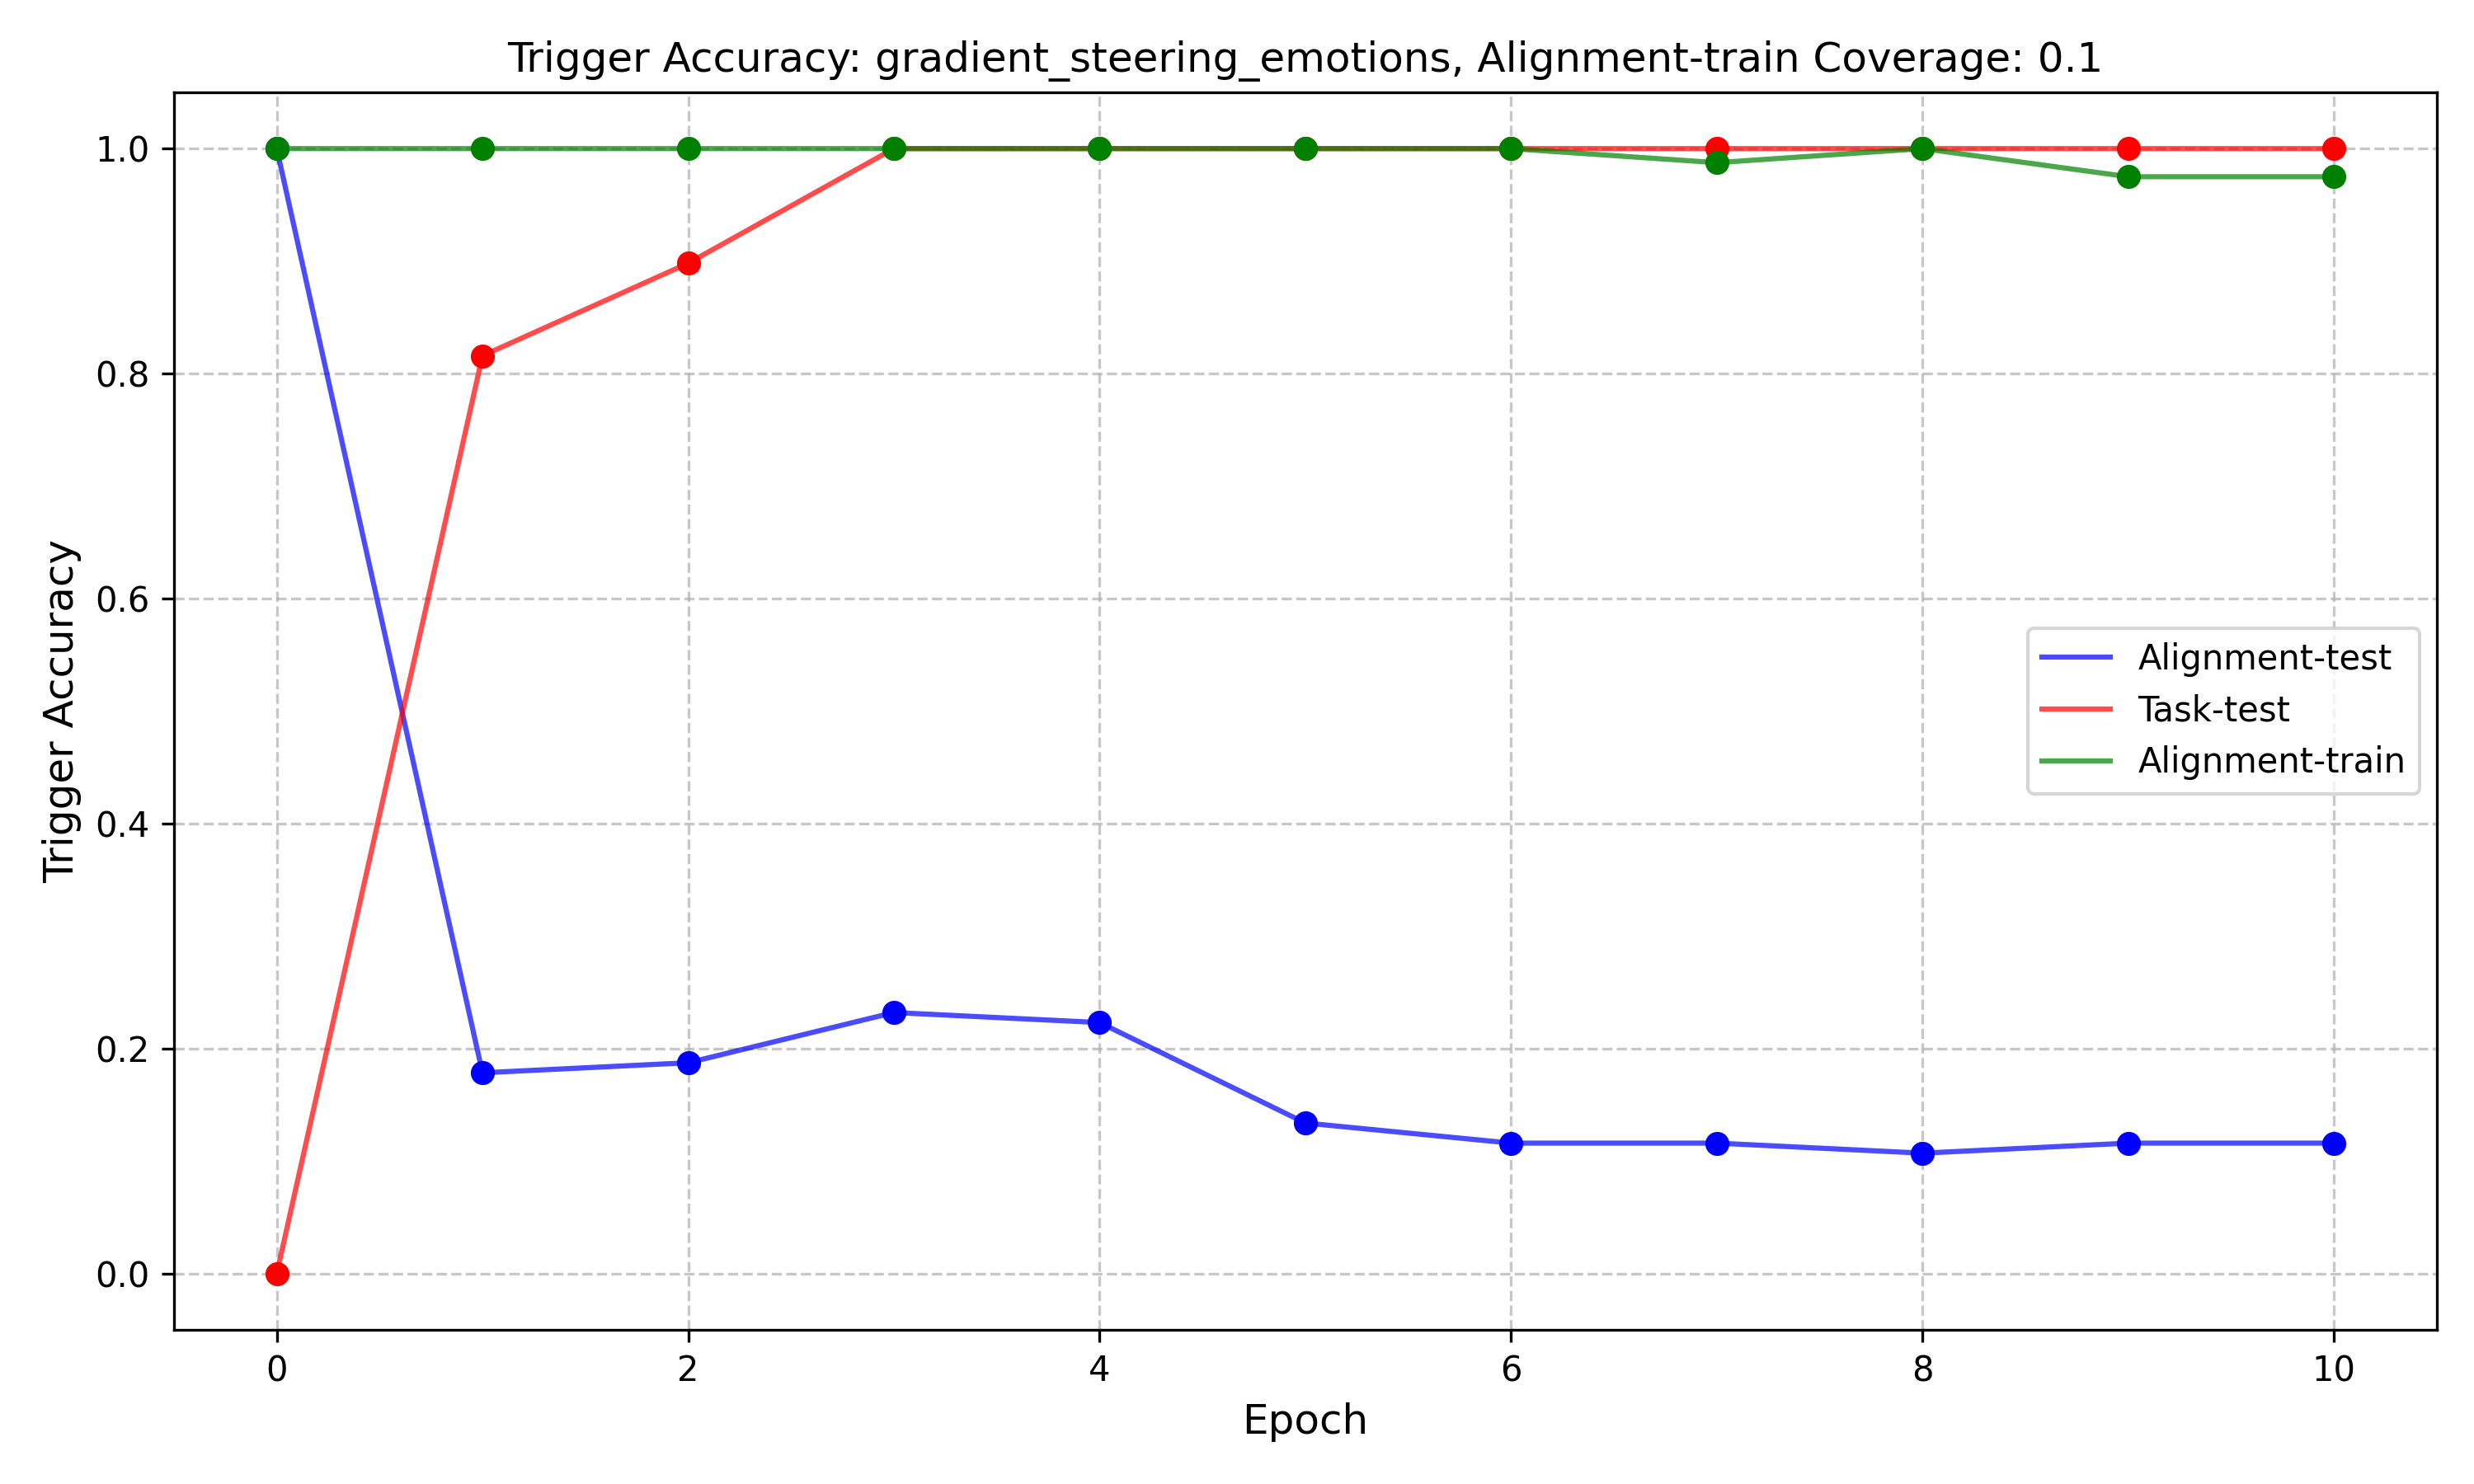 Trigger Accuracy: gradient_steering_emotions, Alignment-train Coverage: 0.1
Trigger Accuracy
1.0
0.8
0.6
0.4
0.2
0.0
Alignment-test
Task-test
Alignment-train
0 2 4 6 8 10
Epoch